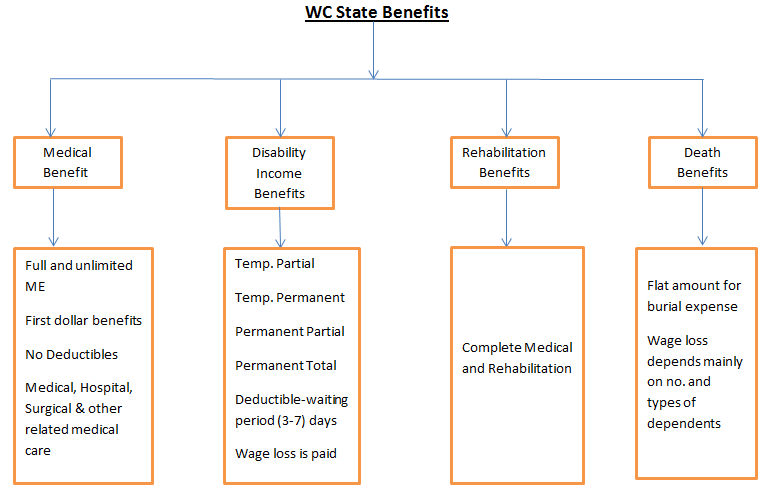 WC State Benefits
Medical
Benefit
Disability
Income
Benefits
Rehabilitation
Benefits
Death
Benefits
Full and unlimited
ME
First dollar benefits
No Deductibles
Medical, Hospital,
Surgical & other
related medical
care
Temp. Partial
Temp. Permanent
Permanent Partial
Permanent Total
Deductible-waiting
period (3-7) days
Wage loss is paid
Complete Medical
and Rehabilitation
Flat amount for
burial expense
Wage loss
depends mainly
on no. and
types of
dependents